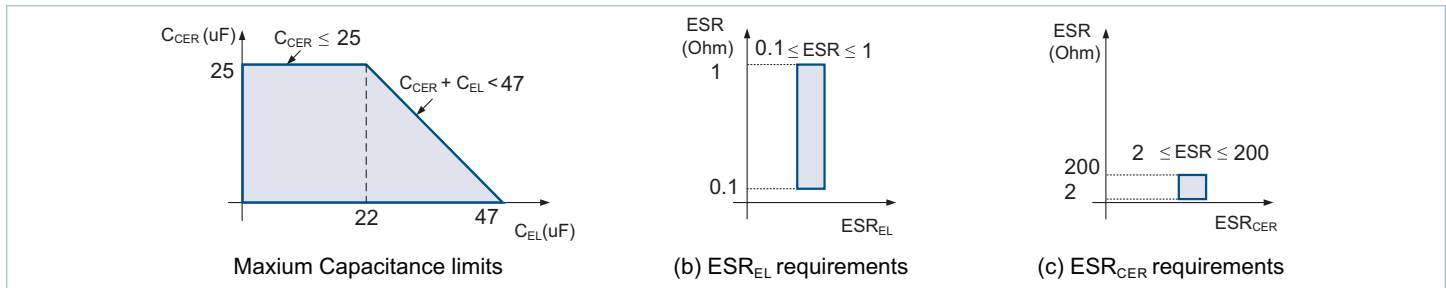 C_CER (uF)
C_CER ≤ 25
25
C_CER + C_EL < 47
22
47
C_EL(uF)
Maxium Capacitance limits
ESR
(Ohm)
0.1 ≤ ESR ≤ 1
1
0.1
ESR_EL
(b) ESR_EL requirements
ESR
(Ohm)
2 ≤ ESR ≤ 200
200
2
ESR_CER
(c) ESR_CER requirements